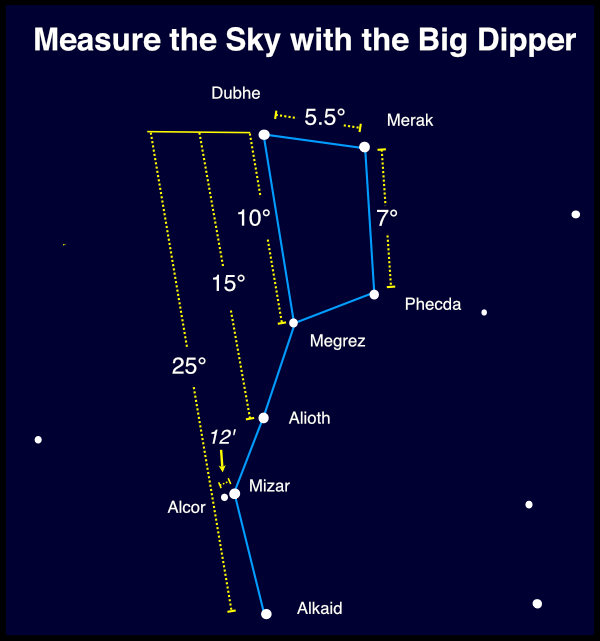 Measure the Sky with the Big Dipper
Dubhe
5.5°
Merak
10°
7°
15°
Phecda
Megrez
25°
Alioth
12'
Mizar
Alcor
Alkaid